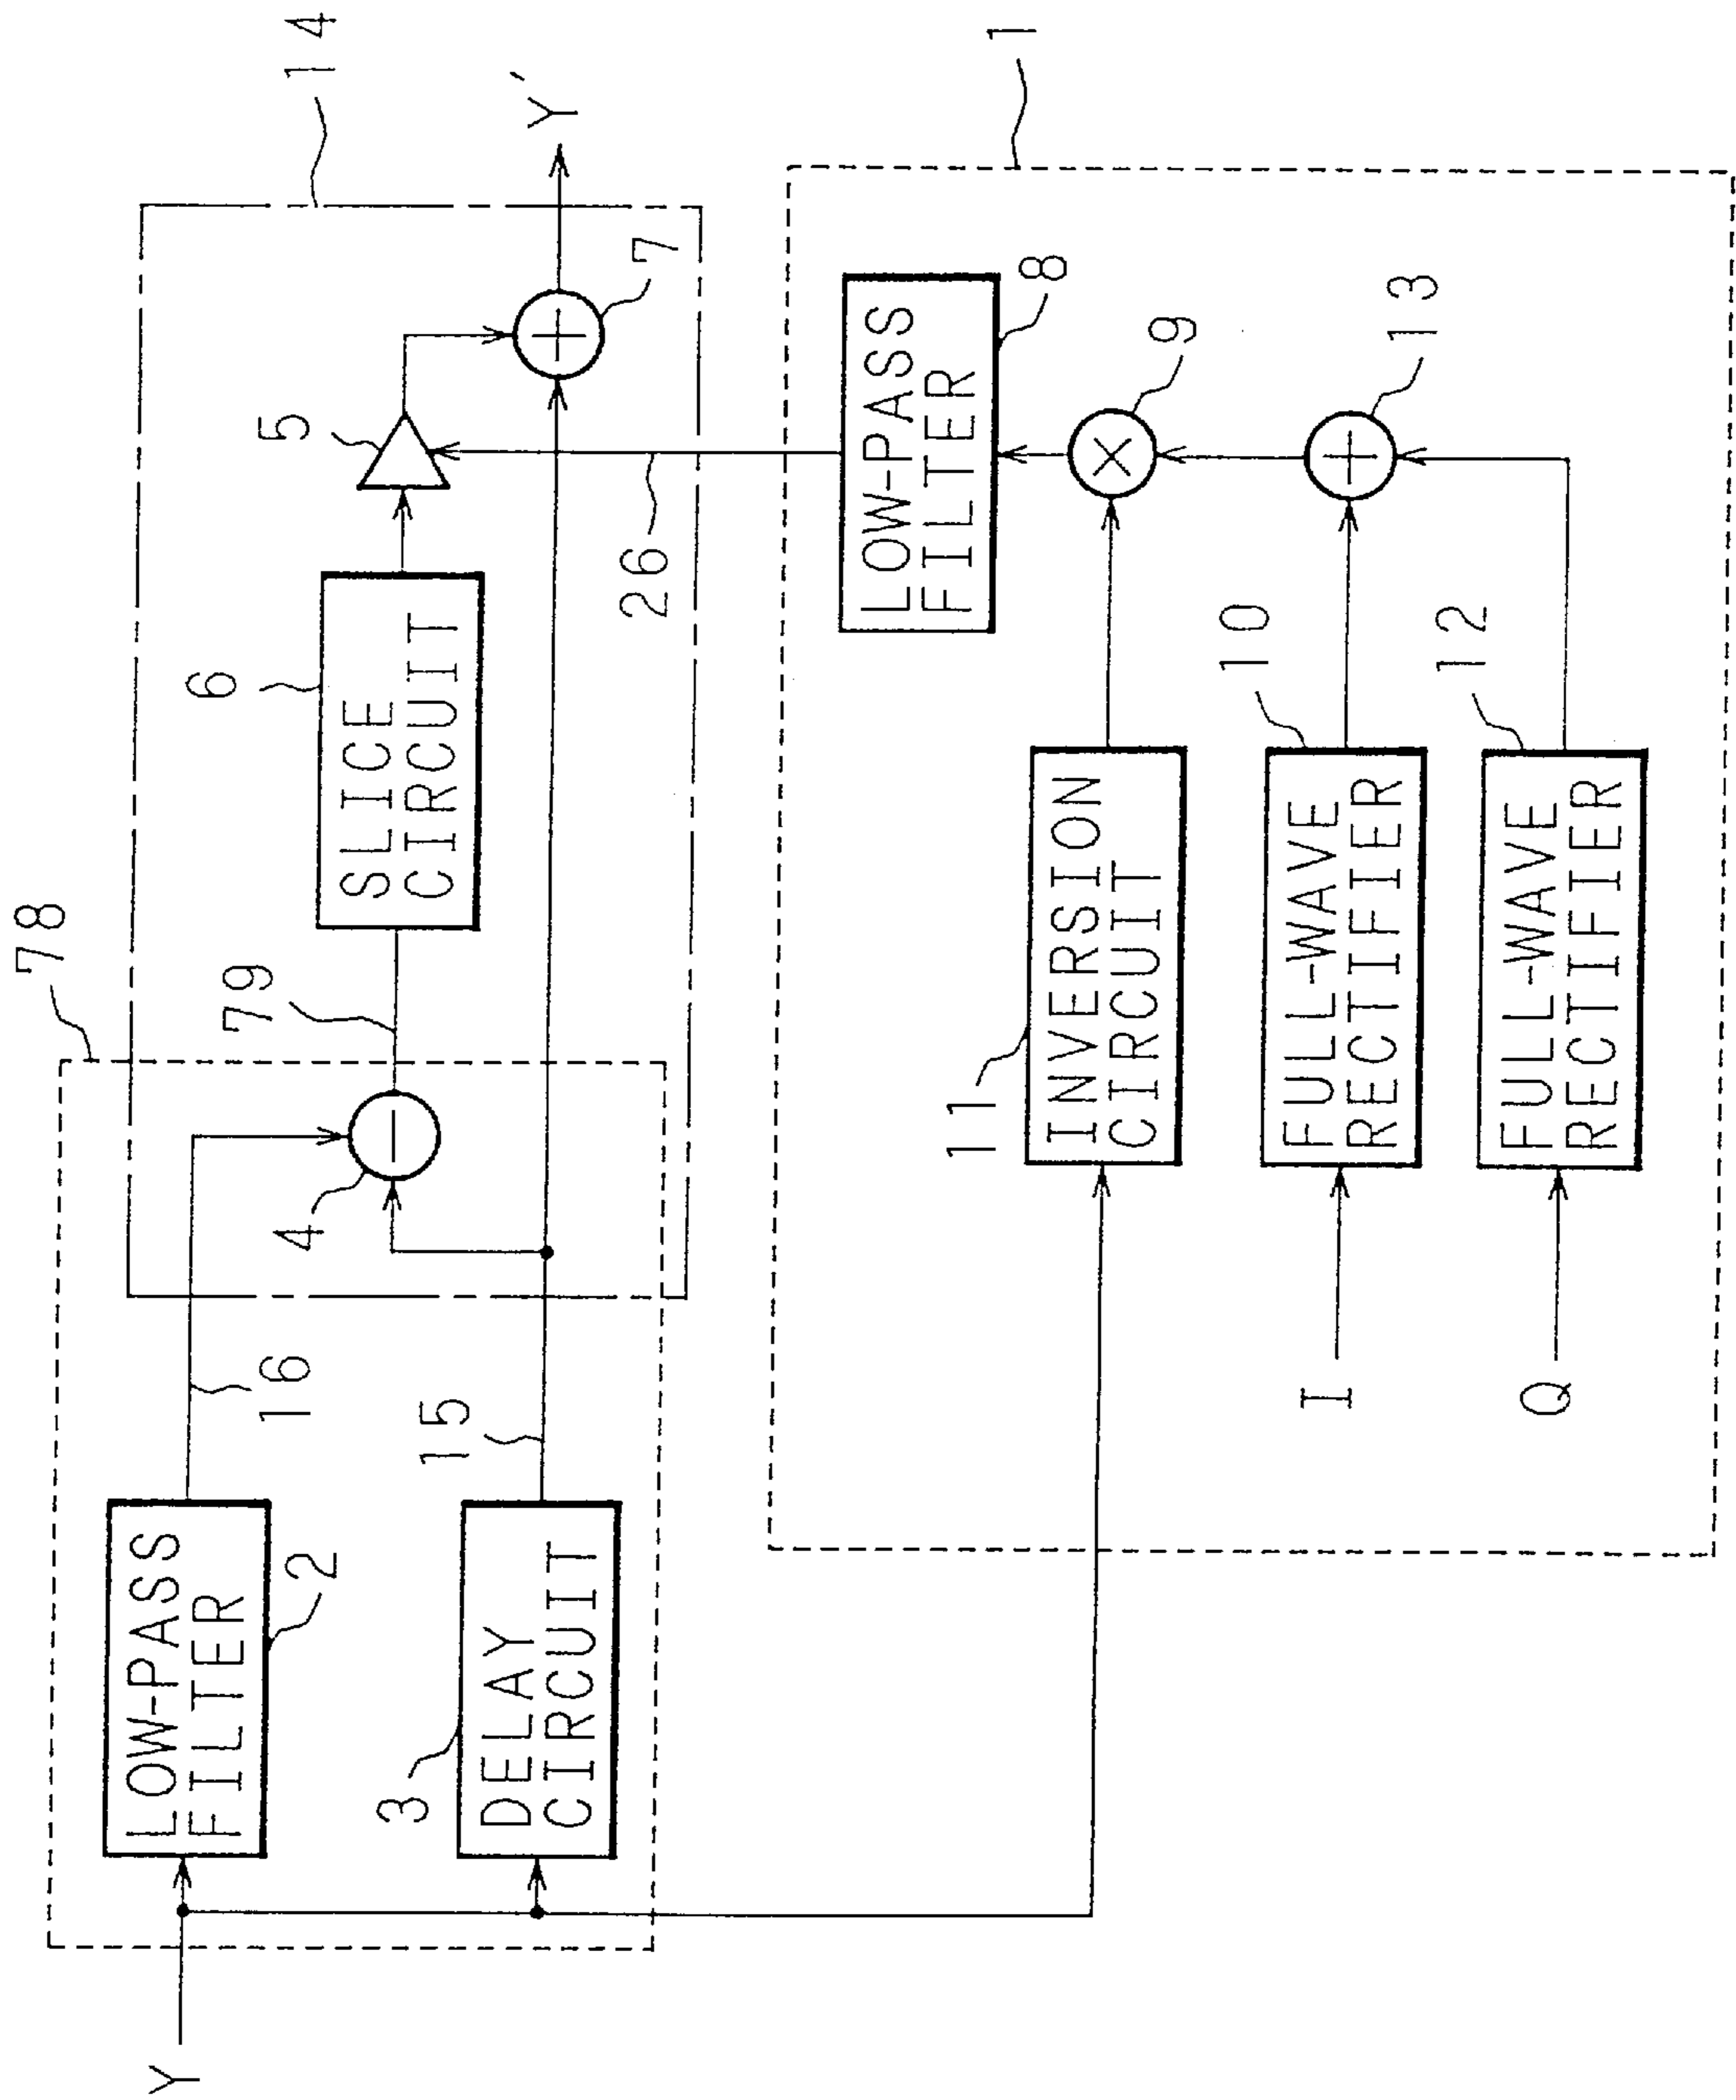 78
14
LOW-PASS
FILTER
2
16
4
79
6
SLICE
CIRCUIT
5
7
Y'
Y
3
DELAY
CIRCUIT
15
26
1
LOW-PASS
FILTER
8
11
INVERSION
CIRCUIT
9
I
10
FULL-WAVE
RECTIFIER
13
Q
12
FULL-WAVE
RECTIFIER